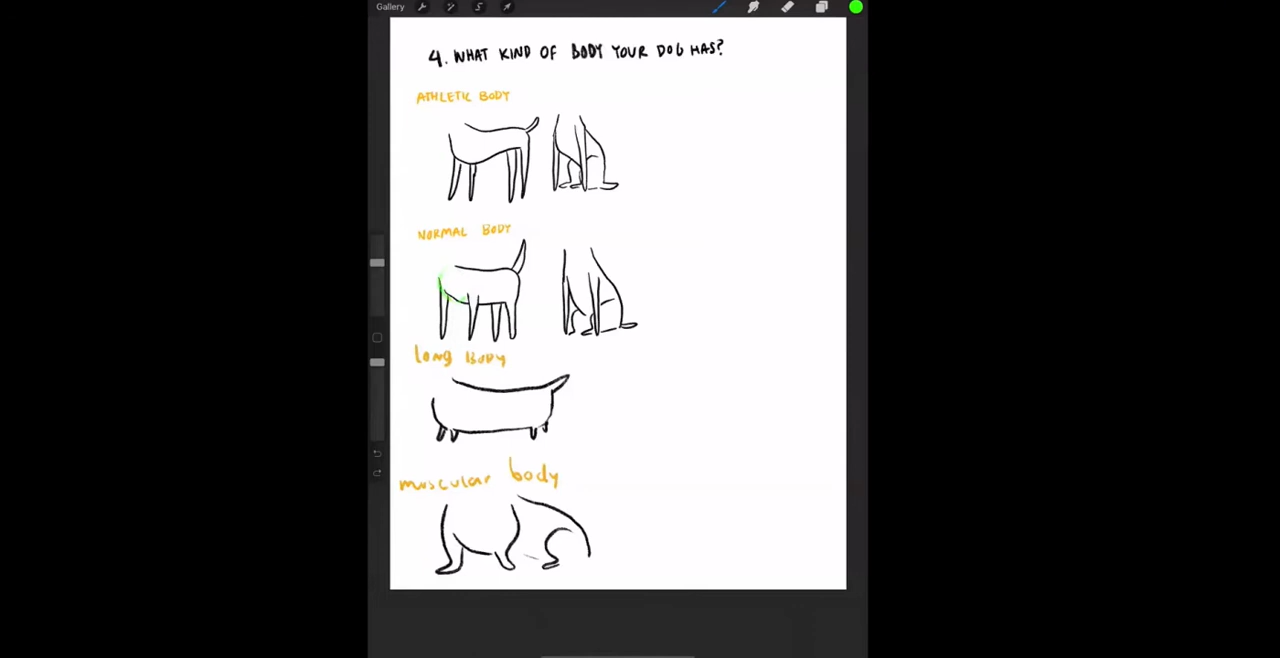 Gallery
4. WHAT KIND OF BODY YOUR DOG HAS?
ATHLETIC BODY
NORMAL BODY
long BODY
muscular body